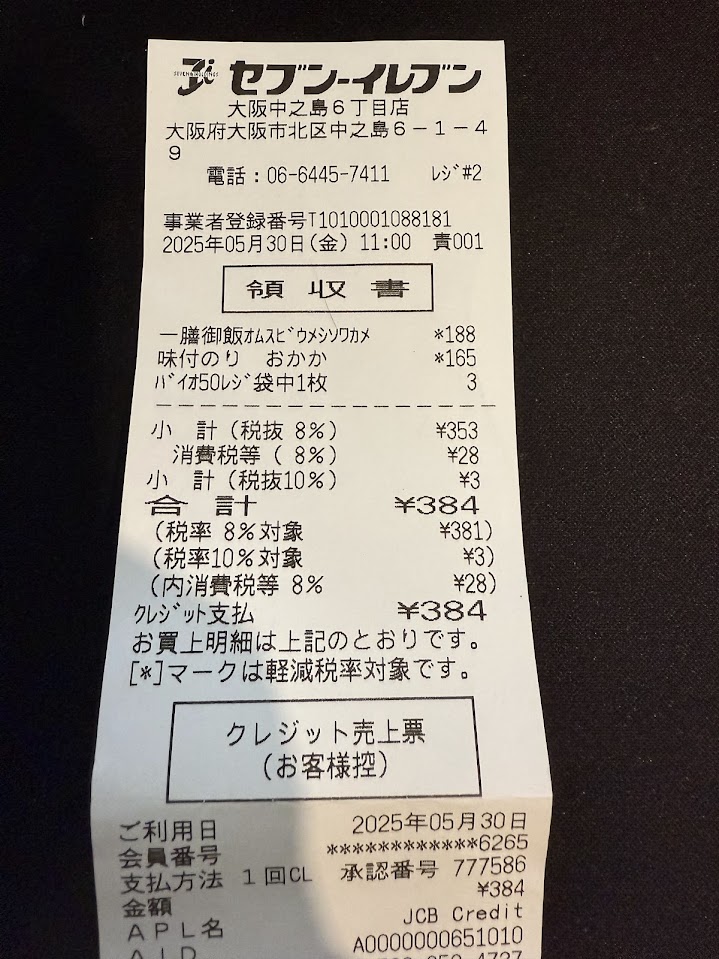 SEVEN&i HOLDINGS
セブン-イレブン
大阪中之島6丁目店
大阪府大阪市北区中之島6-1-4
9
電話:06-6445-7411 ﾚｼﾞ#2
事業者登録番号T1010001088181
2025年05月30日(金) 11:00 責001
領収書
一膳御飯ｵﾑｽﾋﾞｳﾒｼｿﾜｶﾒ *188
味付のり おかか *165
ﾊﾞｲｵ50ﾚｼﾞ袋中1枚 3
小 計(税抜 8%) ¥353
消費税等( 8%) ¥28
小 計(税抜10%) ¥3
合 計 ¥384
(税率 8%対象 ¥381)
(税率10%対象 ¥3)
(内消費税等 8% ¥28)
ｸﾚｼﾞｯﾄ支払 ¥384
お買上明細は上記のとおりです。
[*]マークは軽減税率対象です。
クレジット売上票
(お客様控)
ご利用日 2025年05月30日
会員番号 ************6265
支払方法 1回CL 承認番号 777586
金額 ¥384
APL名 JCB Credit
AID A0000000651010